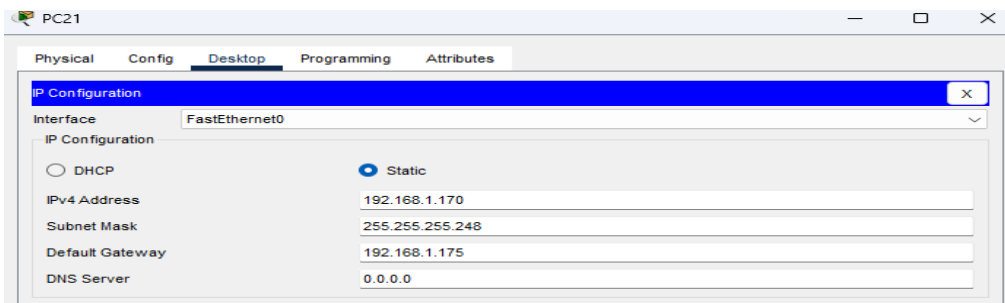 PC21
Physical Config Desktop Programming Attributes
IP Configuration X
Interface FastEthernet0
IP Configuration
DHCP Static
IPv4 Address 192.168.1.170
Subnet Mask 255.255.255.248
Default Gateway 192.168.1.175
DNS Server 0.0.0.0